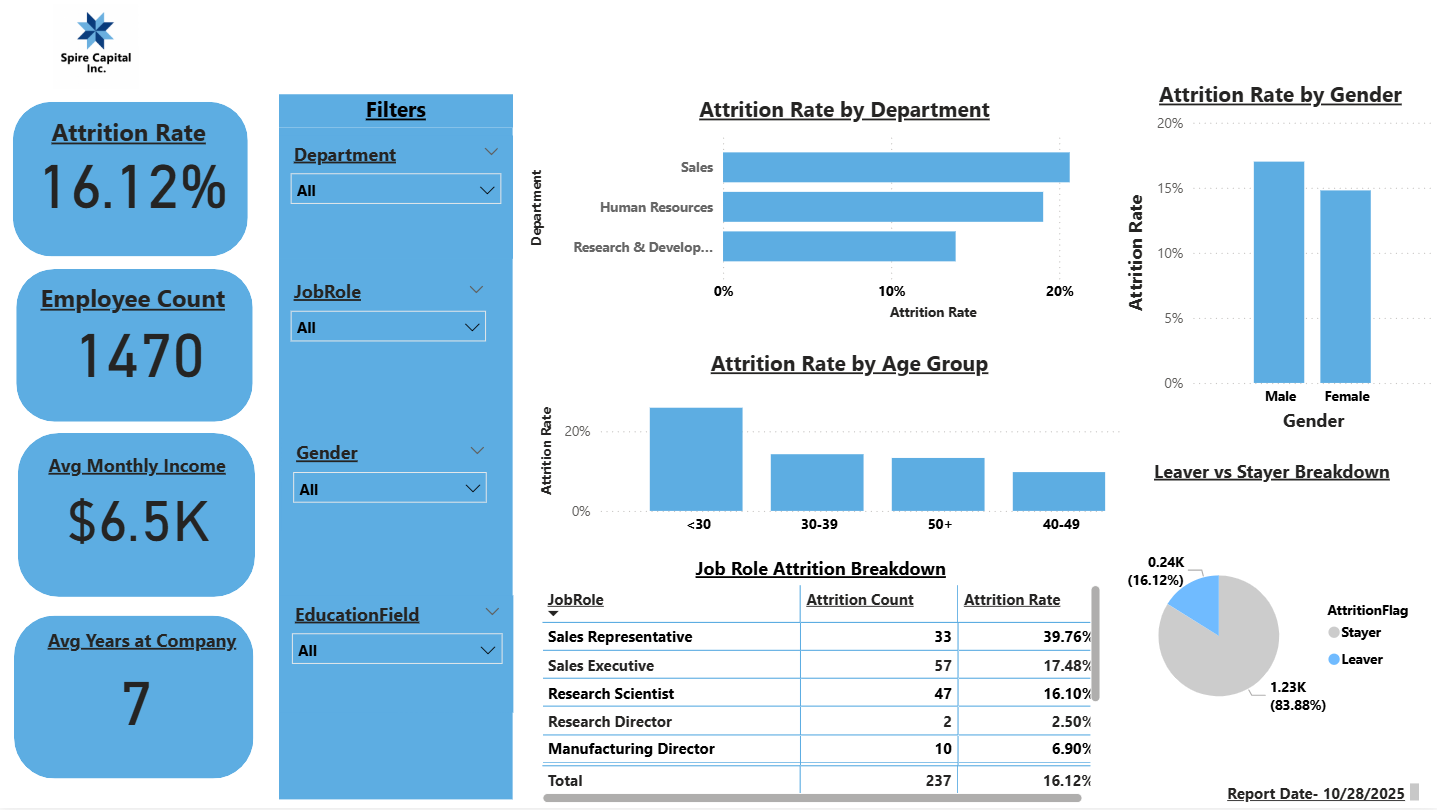 Spire Capital
Inc.
Attrition Rate
16.12%
Employee Count
1470
Avg Monthly Income
$6.5K
Avg Years at Company
7
Filters
Department
All
JobRole
All
Gender
All
EducationField
All
Attrition Rate by Department
Department
Sales
Human Resources
Research & Develop...
0% 10% 20%
Attrition Rate
Attrition Rate by Age Group
Attrition Rate
20%
0%
<30 30-39 50+ 40-49
Job Role Attrition Breakdown
JobRole Attrition Count Attrition Rate
Sales Representative 33 39.76%
Sales Executive 57 17.48%
Research Scientist 47 16.10%
Research Director 2 2.50%
Manufacturing Director 10 6.90%
Total 237 16.12%
Attrition Rate by Gender
Attrition Rate
20%
15%
10%
5%
0%
Male Female
Gender
Leaver vs Stayer Breakdown
0.24K
(16.12%)
1.23K
(83.88%)
AttritionFlag
Stayer
Leaver
Report Date- 10/28/2025